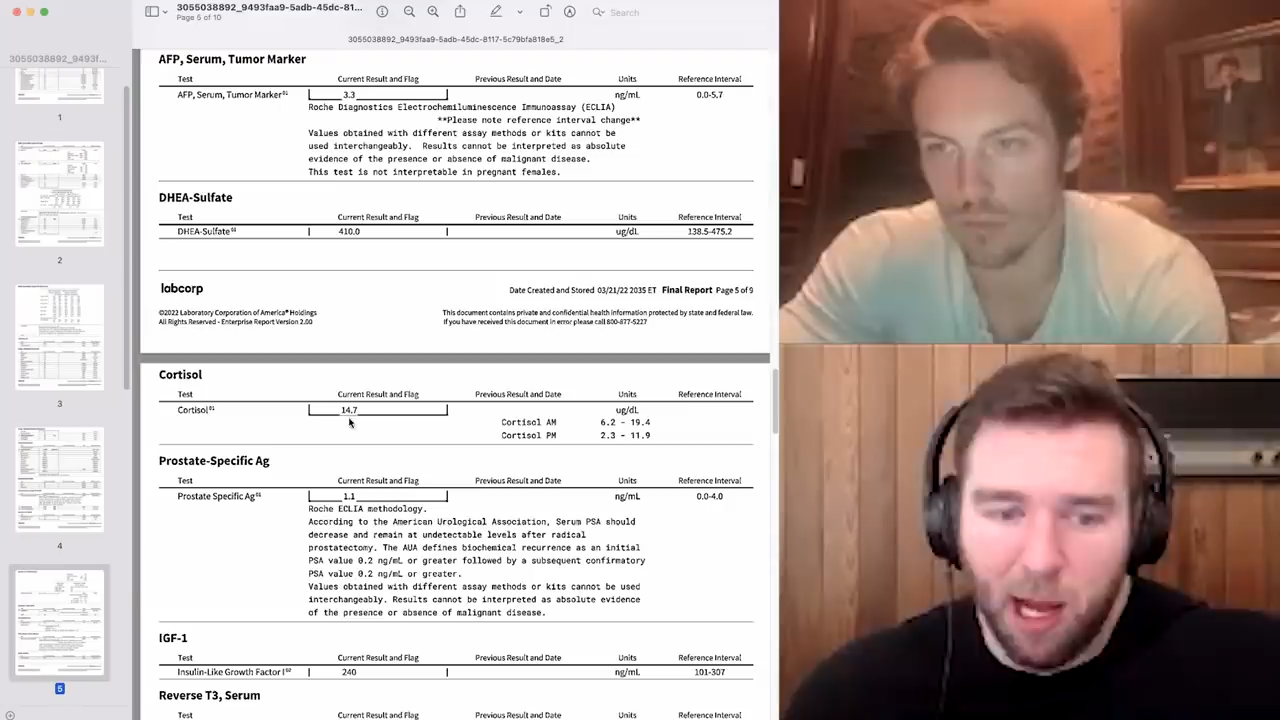 3055038892_9493faa9-5adb-45dc-81...
Page 5 of 10
Search
3055038892_9493f...
3055038892_9493faa9-5adb-45dc-8117-5c79bfa818e5_2
1
2
3
4
5
AFP, Serum, Tumor Marker
Test Current Result and Flag Previous Result and Date Units Reference Interval
AFP, Serum, Tumor Marker01 3.3 ng/mL 0.0-5.7
Roche Diagnostics Electrochemiluminescence Immunoassay (ECLIA)
**Please note reference interval change**
Values obtained with different assay methods or kits cannot be
used interchangeably. Results cannot be interpreted as absolute
evidence of the presence or absence of malignant disease.
This test is not interpretable in pregnant females.
DHEA-Sulfate
Test Current Result and Flag Previous Result and Date Units Reference Interval
DHEA-Sulfate 410.0 ug/dL 138.5-475.2
labcorp
Date Created and Stored 03/21/22 2035 ET Final Report Page 5 of 9
©2022 Laboratory Corporation of America® Holdings
All Rights Reserved - Enterprise Report Version 2.00
This document contains private and confidential health information protected by state and federal law.
If you have received this document in error please call 800-877-5227
Cortisol
Test Current Result and Flag Previous Result and Date Units Reference Interval
Cortisol01 14.7 ug/dL
Cortisol AM 6.2 - 19.4
Cortisol PM 2.3 - 11.9
Prostate-Specific Ag
Test Current Result and Flag Previous Result and Date Units Reference Interval
Prostate Specific Ag01 1.1 ng/mL 0.0-4.0
Roche ECLIA methodology.
According to the American Urological Association, Serum PSA should
decrease and remain at undetectable levels after radical
prostatectomy. The AUA defines biochemical recurrence as an initial
PSA value 0.2 ng/mL or greater followed by a subsequent confirmatory
PSA value 0.2 ng/mL or greater.
Values obtained with different assay methods or kits cannot be used
interchangeably. Results cannot be interpreted as absolute evidence
of the presence or absence of malignant disease.
IGF-1
Test Current Result and Flag Previous Result and Date Units Reference Interval
Insulin-Like Growth Factor I02 240 ng/mL 101-307
Reverse T3, Serum
Test Current Result and Flag Previous Result and Date Units Reference Interval